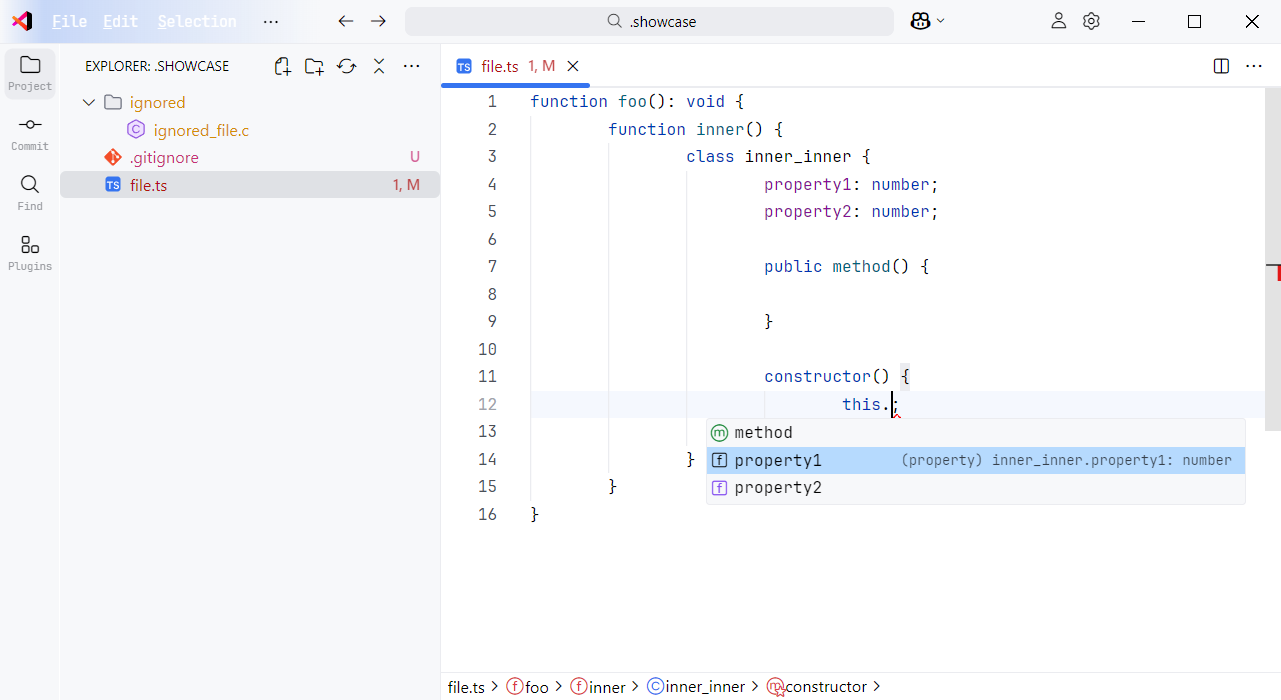 File Edit Selection ··· .showcase
Project
Commit
Find
Plugins
EXPLORER: .SHOWCASE
ignored
C ignored_file.c
.gitignore U
TS file.ts 1, M
TS file.ts 1, M
1 function foo(): void {
2 function inner() {
3 class inner_inner {
4 property1: number;
5 property2: number;
6
7 public method() {
8
9 }
10
11 constructor() {
12 this.;
13
14 }
15 }
16 }
m method
f property1 (property) inner_inner.property1: number
f property2
file.ts > f foo > f inner > C inner_inner > m constructor >